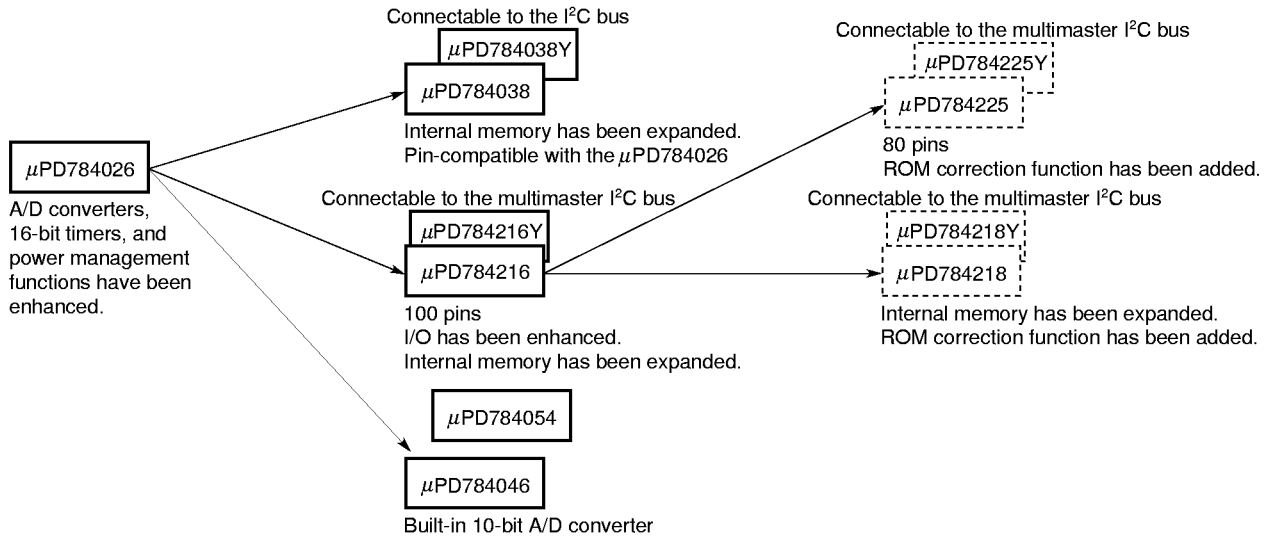 Connectable to the I²C bus
μPD784038Y
μPD784038
Internal memory has been expanded.
Pin-compatible with the μPD784026
Connectable to the multimaster I²C bus
μPD784225Y
μPD784225
80 pins
ROM correction function has been added.
μPD784026
A/D converters,
16-bit timers, and
power management
functions have been
enhanced.
Connectable to the multimaster I²C bus
μPD784216Y
μPD784216
100 pins
I/O has been enhanced.
Internal memory has been expanded.
Connectable to the multimaster I²C bus
μPD784218Y
μPD784218
Internal memory has been expanded.
ROM correction function has been added.
μPD784054
μPD784046
Built-in 10-bit A/D converter